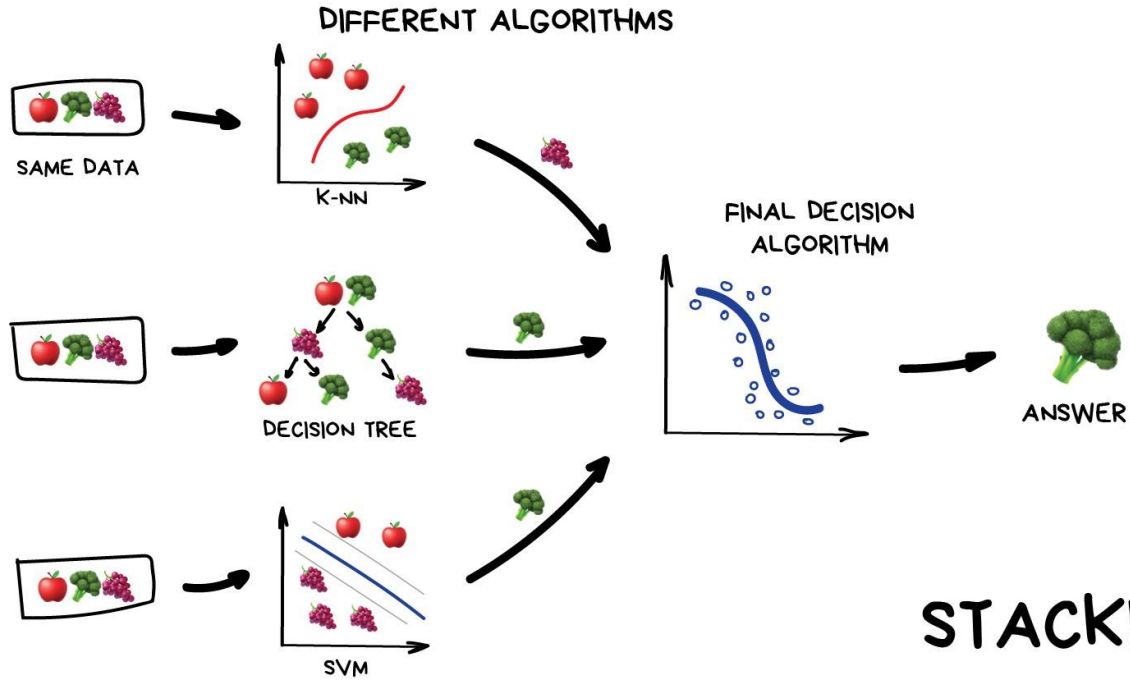 DIFFERENT ALGORITHMS
SAME DATA
K-NN
DECISION TREE
SVM
FINAL DECISION
ALGORITHM
ANSWER